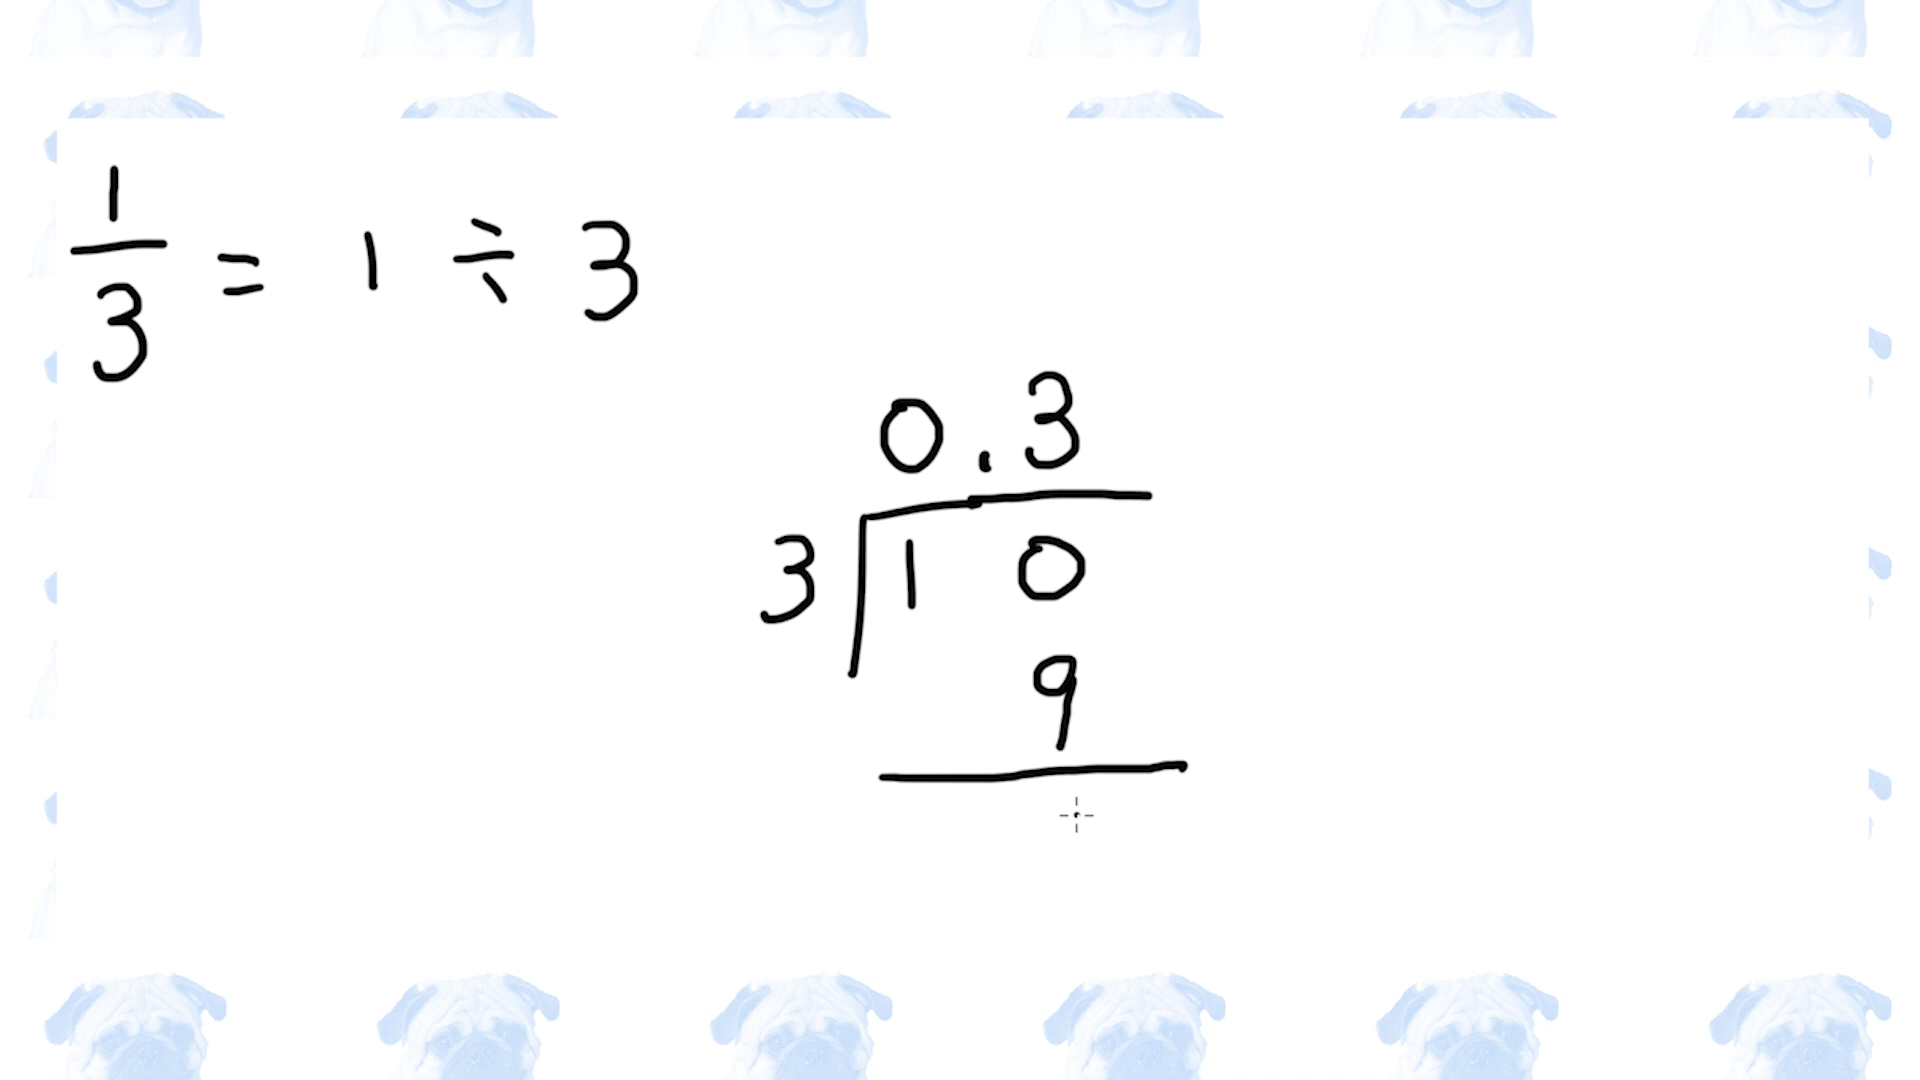 1/3 = 1 ÷ 3
0.3
3 1 0
9